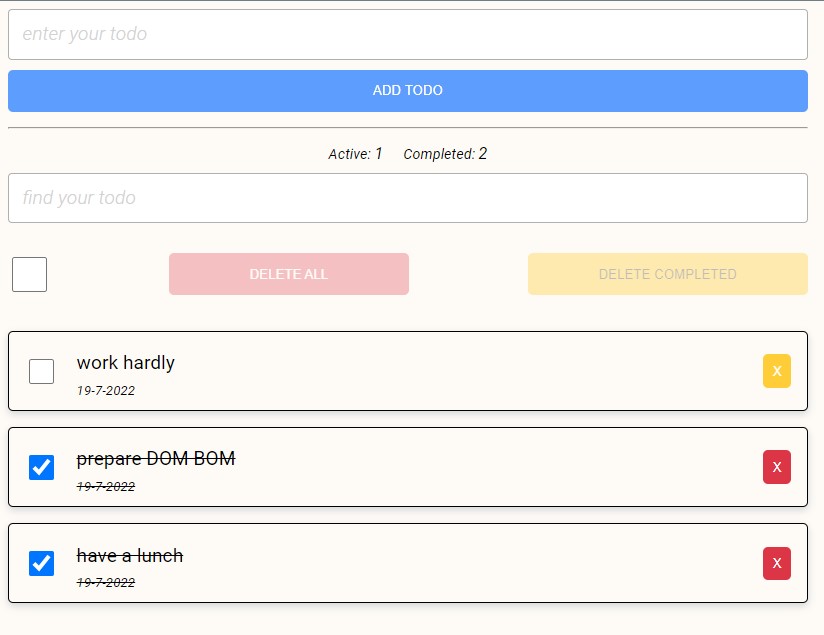 enter your todo
ADD TODO
Active: 1 Completed: 2
find your todo
DELETE ALL DELETE COMPLETED
work hardly
19-7-2022
X
prepare DOM BOM
19-7-2022
X
have a lunch
19-7-2022
X